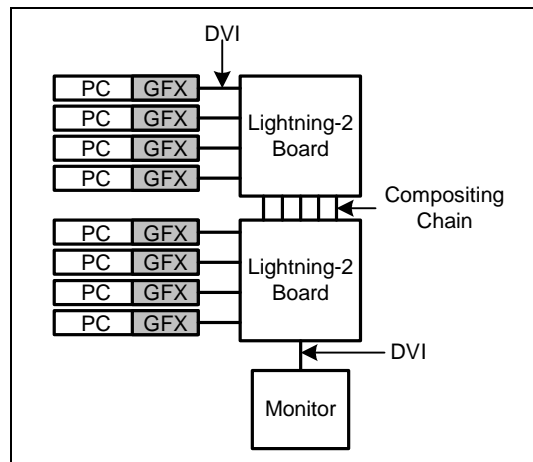 DVI
PC GFX
PC GFX
PC GFX
PC GFX
Lightning-2
Board
Compositing
Chain
PC GFX
PC GFX
PC GFX
PC GFX
Lightning-2
Board
DVI
Monitor